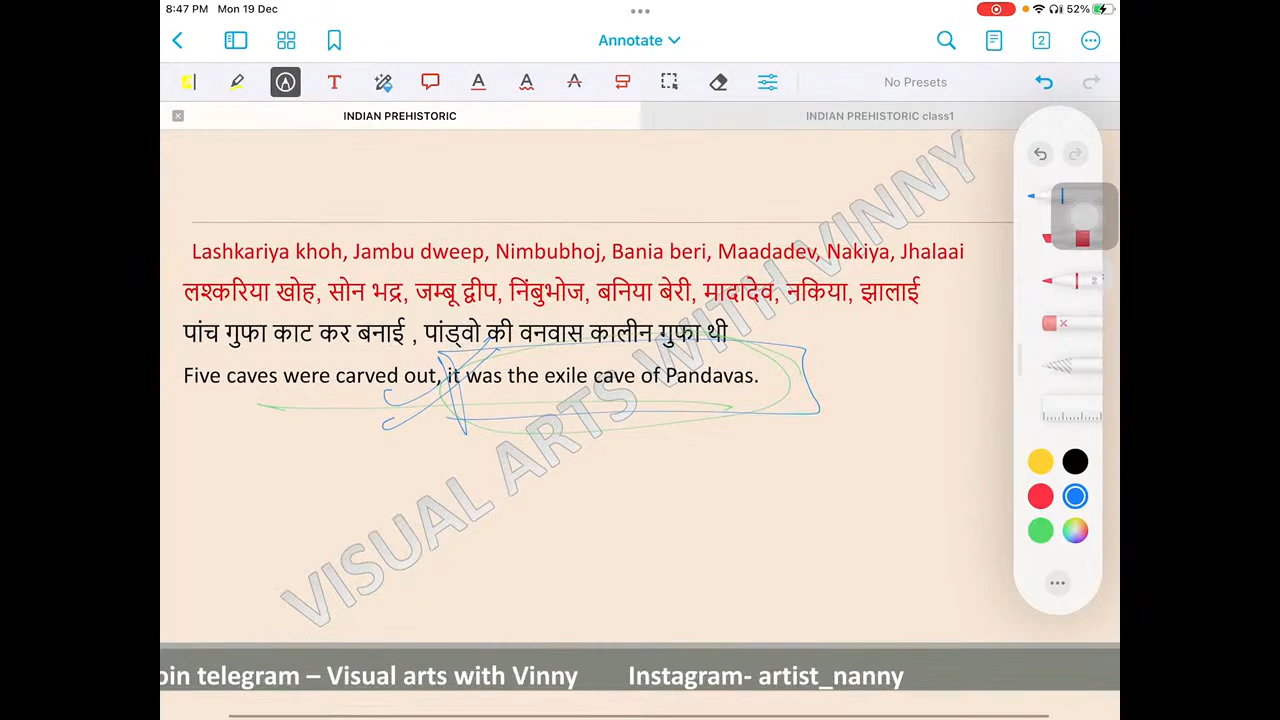 8:47 PM Mon 19 Dec
52%
Annotate
2
T
A
A
A
No Presets
INDIAN PREHISTORIC
INDIAN PREHISTORIC class1
Lashkariya khoh, Jambu dweep, Nimbubhoj, Bania beri, Maadadev, Nakiya, Jhalaai
लश्करिया खोह, सोन भद्र, जम्बू द्वीप, निंबुभोज, बनिया बेरी, मादादेव, नकिया, झालाई
पांच गुफा काट कर बनाई , पांड्वो की वनवास कालीन गुफा थी
Five caves were carved out, it was the exile cave of Pandavas.
VISUAL ARTS WITH VINNY
oin telegram – Visual arts with Vinny Instagram- artist_nanny